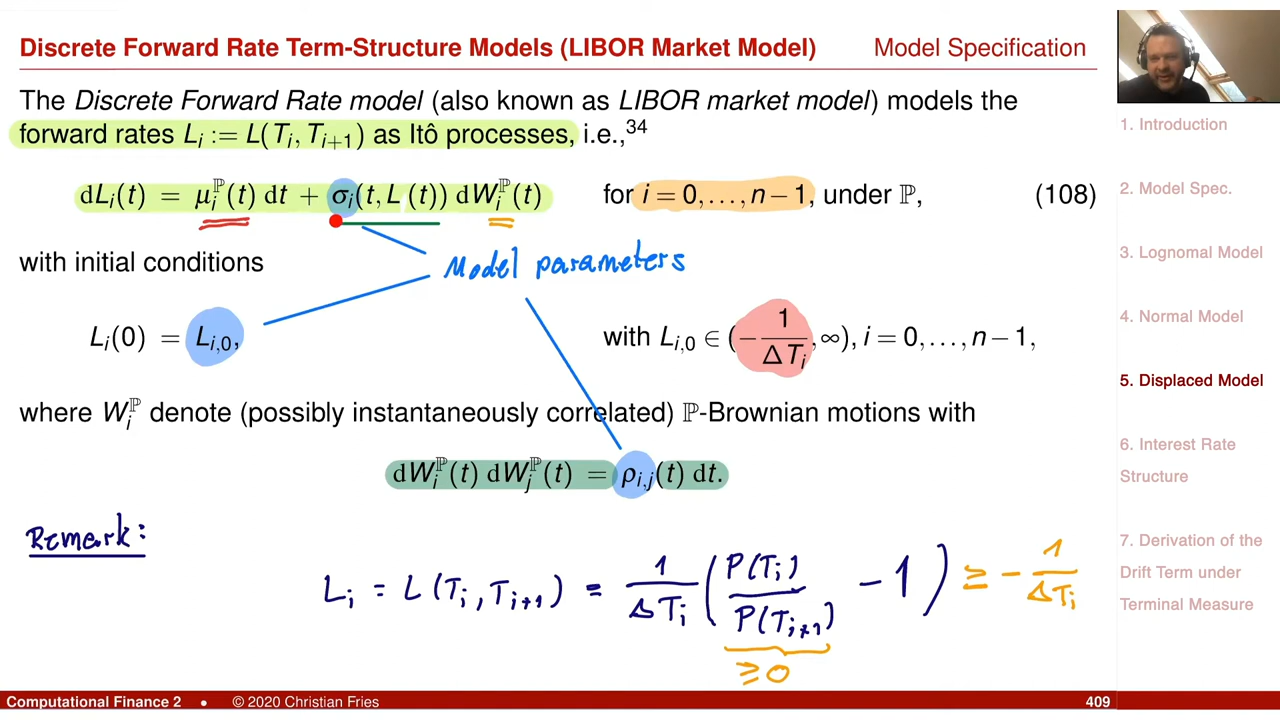 Discrete Forward Rate Term-Structure Models (LIBOR Market Model) Model Specification
The Discrete Forward Rate model (also known as LIBOR market model) models the
forward rates Lᵢ := L(Tᵢ, Tᵢ₊₁) as Itô processes, i.e.,³⁴
dLᵢ(t) = μᵢᴾ(t) dt + σᵢ(t, L(t)) dWᵢᴾ(t) for i = 0, . . . , n − 1, under ℙ, (108)
with initial conditions
Model parameters
Lᵢ(0) = Lᵢ,₀, with Lᵢ,₀ ∈ (− 1/ΔTᵢ, ∞), i = 0, . . . , n − 1,
where Wᵢᴾ denote (possibly instantaneously correlated) ℙ-Brownian motions with
dWᵢᴾ(t) dWⱼᴾ(t) = ρᵢ,ⱼ(t) dt.
Remark:
Lᵢ = L(Tᵢ, Tᵢ₊₁) = 1/ΔTᵢ (P(Tᵢ)/P(Tᵢ₊₁) − 1) ≥ − 1/ΔTᵢ
≥ 0
1. Introduction
2. Model Spec.
3. Lognomal Model
4. Normal Model
5. Displaced Model
6. Interest Rate
Structure
7. Derivation of the
Drift Term under
Terminal Measure
Computational Finance 2 • © 2020 Christian Fries 409